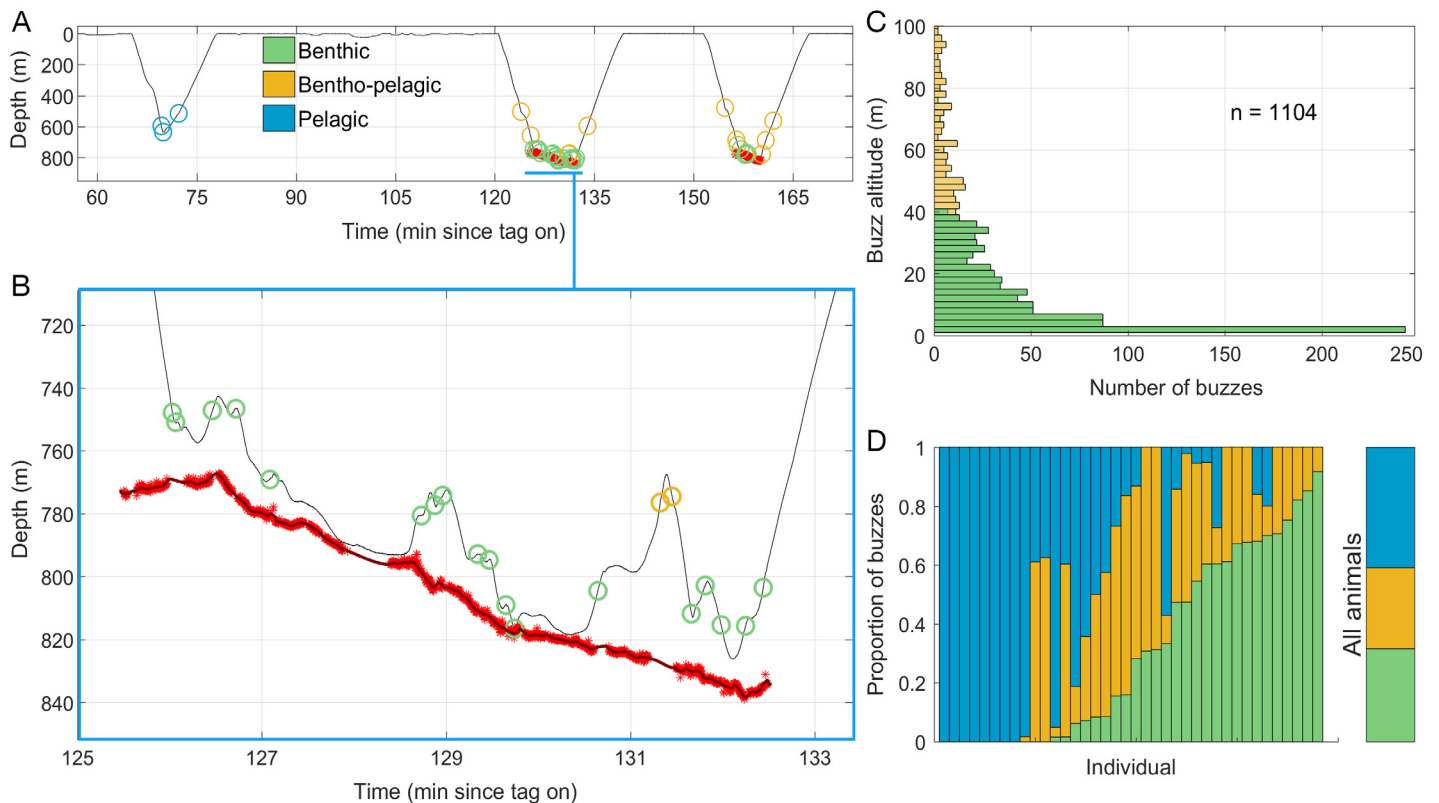 A
Depth (m)
0
200
400
600
800
Benthic
Bentho-pelagic
Pelagic
60
75
90
105
120
135
150
165
Time (min since tag on)
B
Depth (m)
720
740
760
780
800
820
840
125
127
129
131
133
Time (min since tag on)
C
Buzz altitude (m)
100
80
60
40
20
0
n = 1104
0
50
100
150
200
250
Number of buzzes
D
Proportion of buzzes
1
0.8
0.6
0.4
0.2
0
Individual
All animals